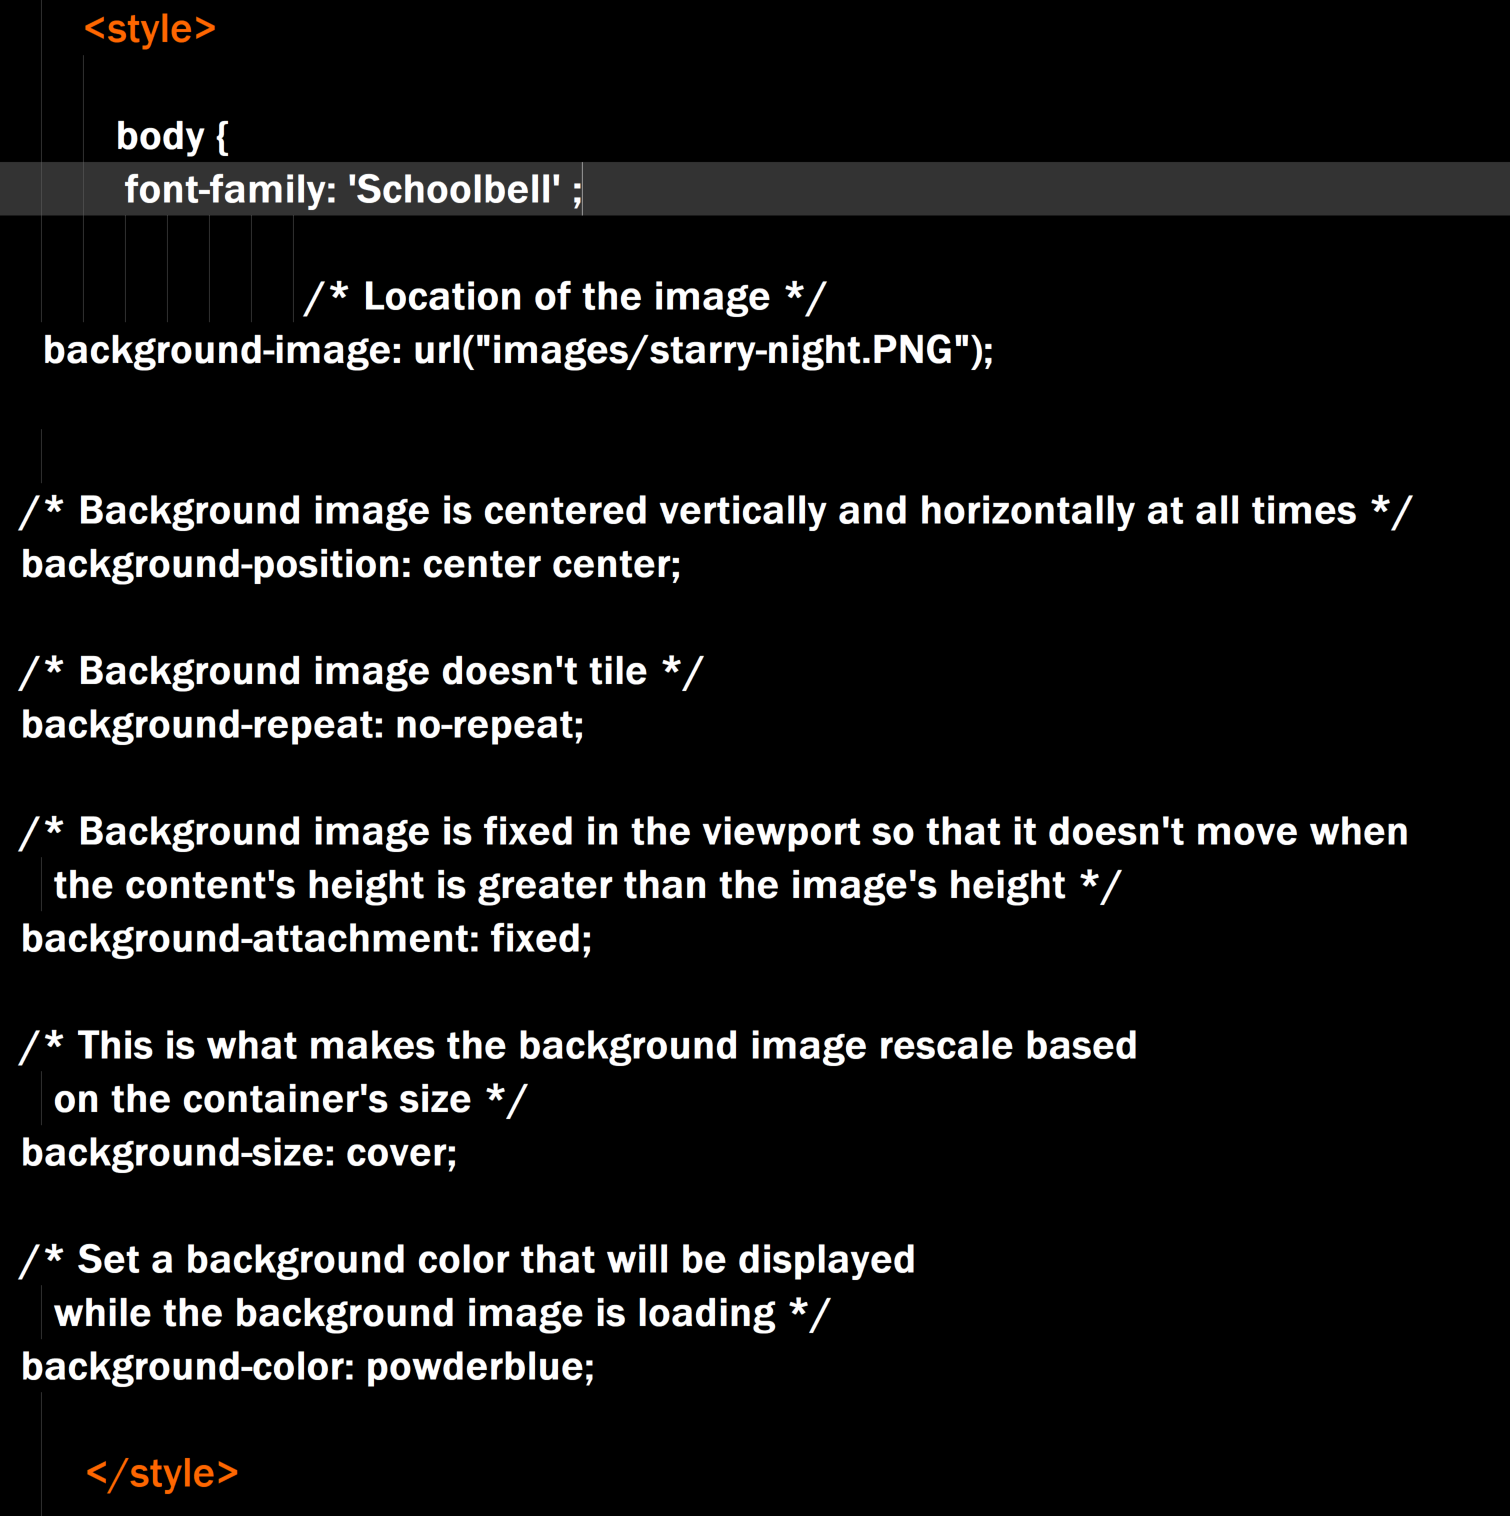 <style>
body {
font-family: 'Schoolbell' ;
/* Location of the image */
background-image: url("images/starry-night.PNG");
/* Background image is centered vertically and horizontally at all times */
background-position: center center;
/* Background image doesn't tile */
background-repeat: no-repeat;
/* Background image is fixed in the viewport so that it doesn't move when
the content's height is greater than the image's height */
background-attachment: fixed;
/* This is what makes the background image rescale based
on the container's size */
background-size: cover;
/* Set a background color that will be displayed
while the background image is loading */
background-color: powderblue;
</style>